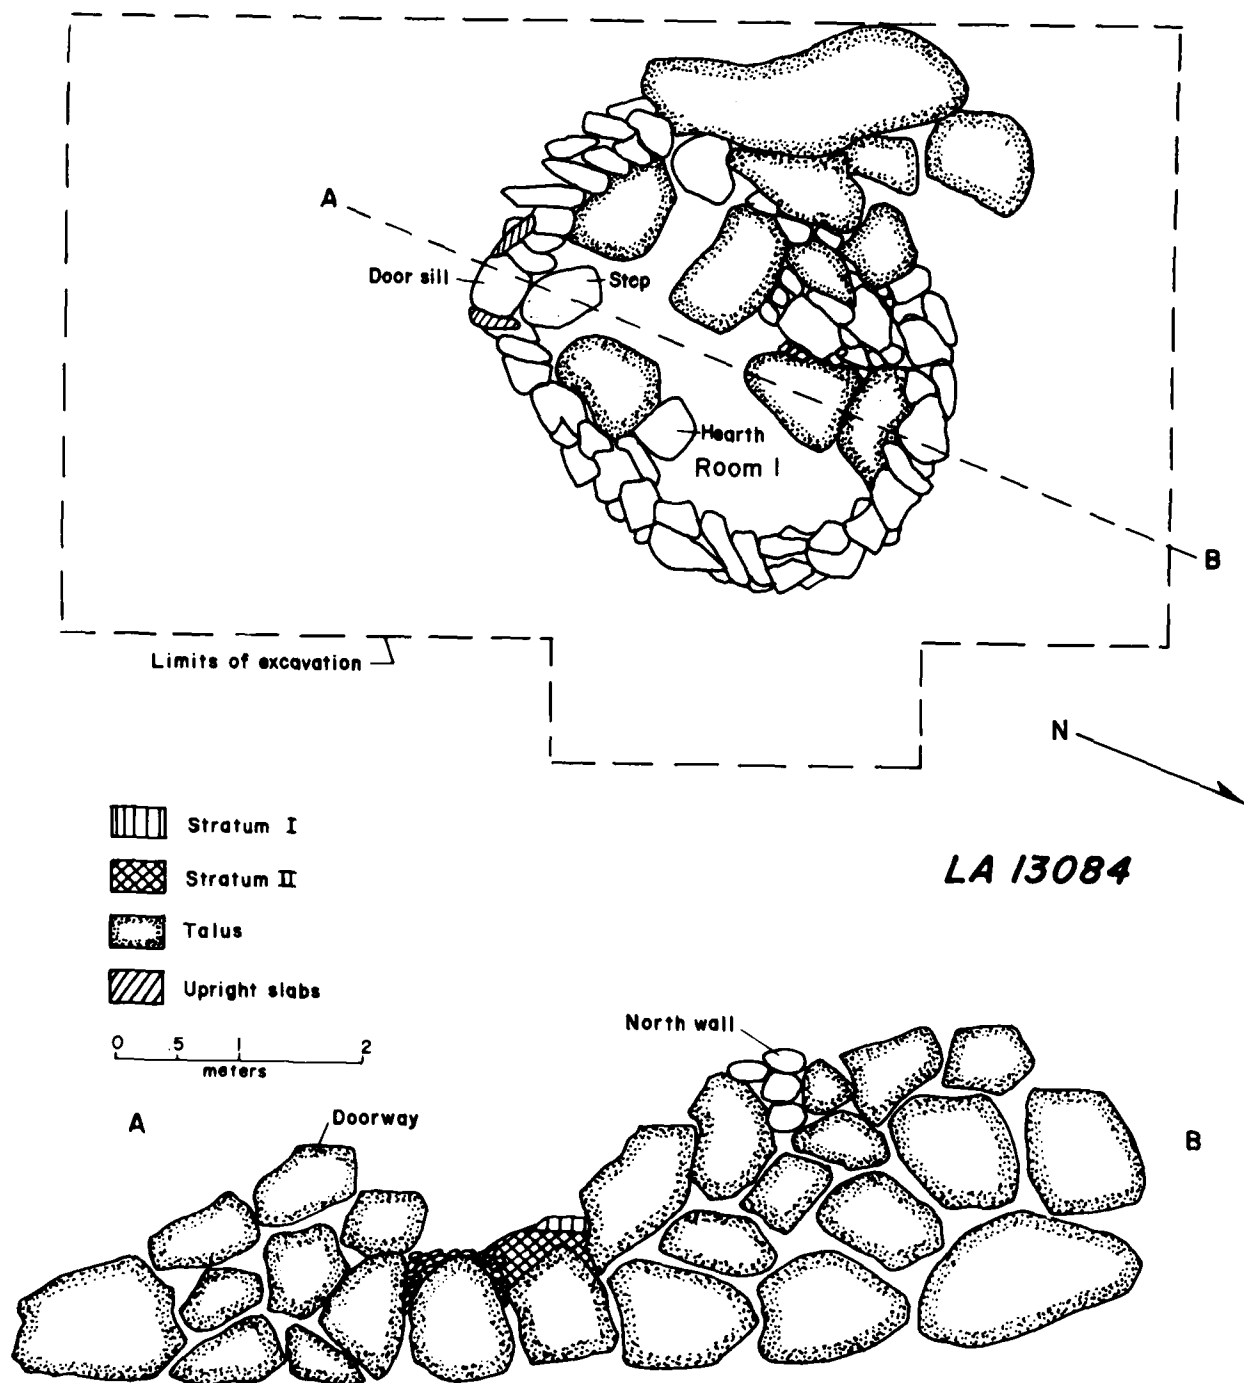 A
Door sill
Step
Hearth
Room 1
B
Limits of excavation
N
Stratum I
Stratum II
LA 13084
Talus
Upright slabs
0 .5 1 2
meters
North wall
A
Doorway
B